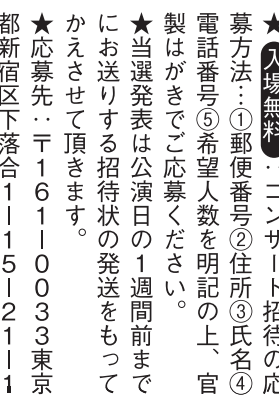 ★入場無料：コンサート招待の応
募方法…①郵便番号②住所③氏名④
電話番号⑤希望人数を明記の上、官
製はがきでご応募ください。
★当選発表は公演日の1週間前まで
にお送りする招待状の発送をもって
かえさせて頂きます。
★応募先：〒161―0033東京
都新宿区下落合1―15―21―1